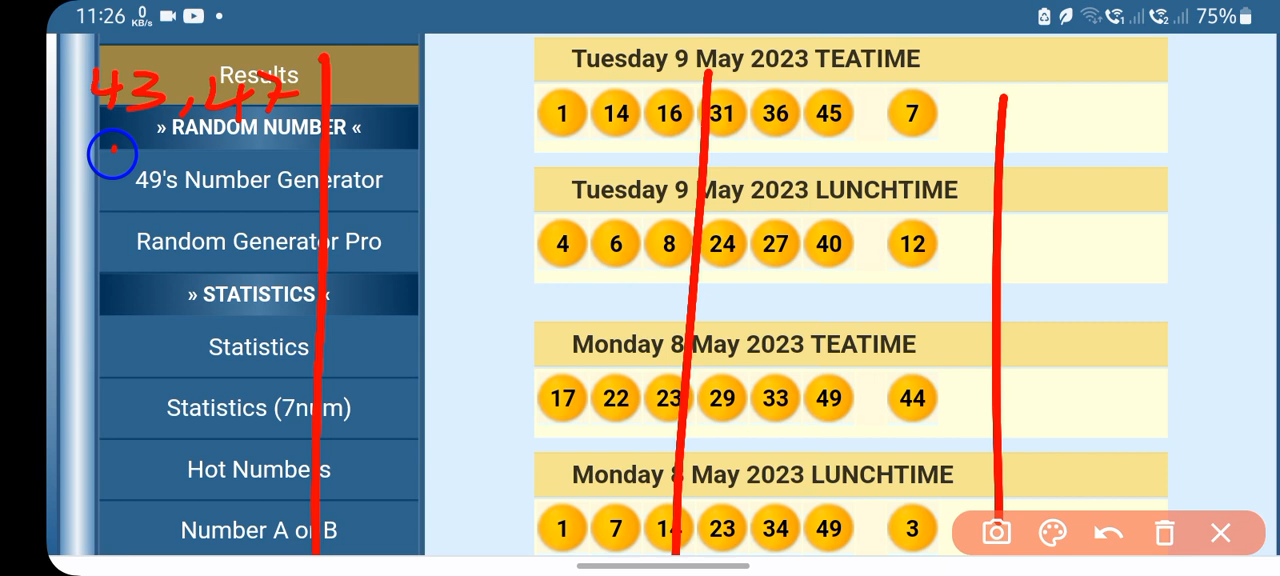 11:26 0 KB/s 75%
Results
43, 47
» RANDOM NUMBER «
49's Number Generator
Random Generator Pro
» STATISTICS «
Statistics
Statistics (7num)
Hot Numbers
Number A or B
Tuesday 9 May 2023 TEATIME
1 14 16 31 36 45 7
Tuesday 9 May 2023 LUNCHTIME
4 6 8 24 27 40 12
Monday 8 May 2023 TEATIME
17 22 23 29 33 49 44
Monday 8 May 2023 LUNCHTIME
1 7 14 23 34 49 3